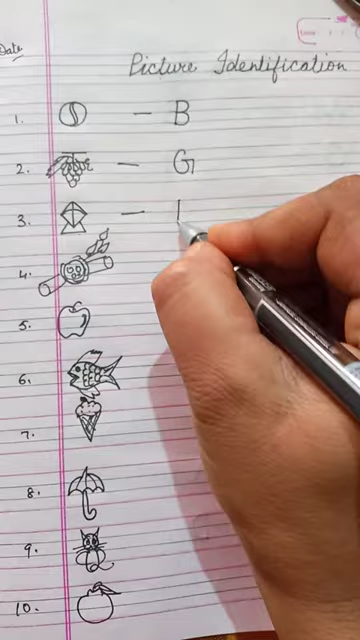 Date
Picture Identification
1. — B
2. — G
3. — l
4.
5.
6.
7.
8.
9.
10.